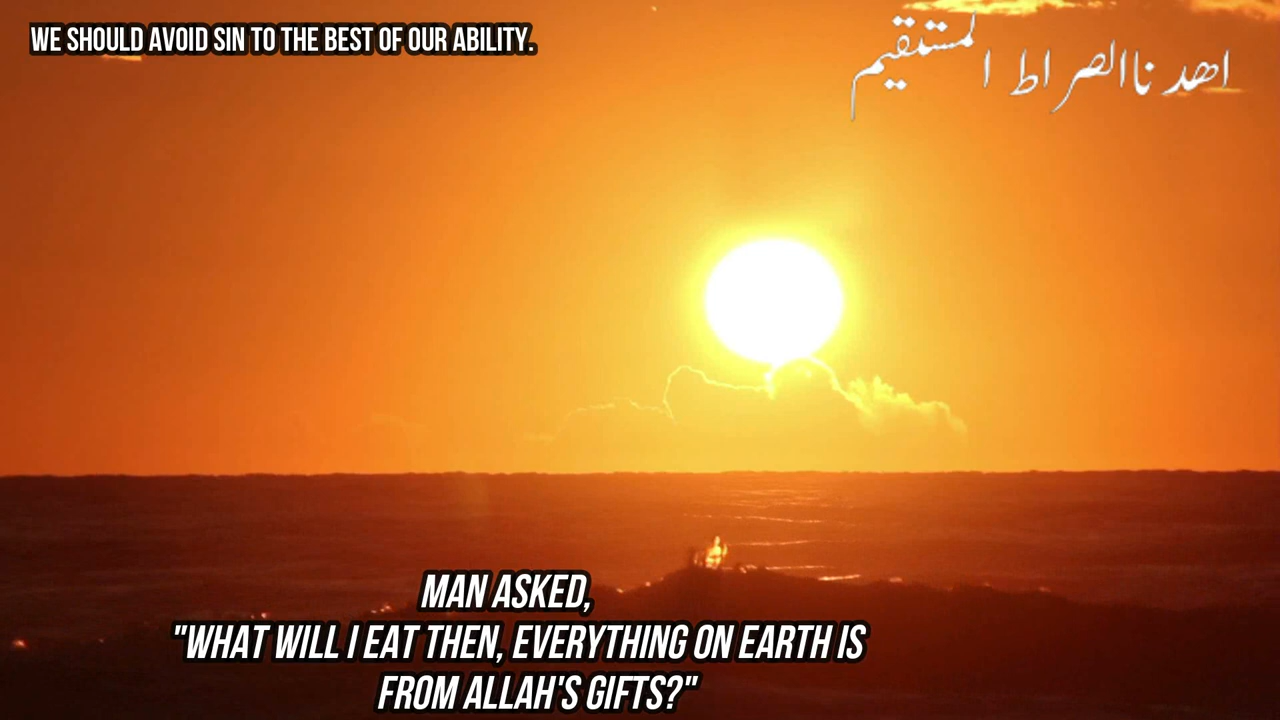 WE SHOULD AVOID SIN TO THE BEST OF OUR ABILITY.
اهدنا الصراط المستقيم
MAN ASKED,
"WHAT WILL I EAT THEN, EVERYTHING ON EARTH IS
FROM ALLAH'S GIFTS?"